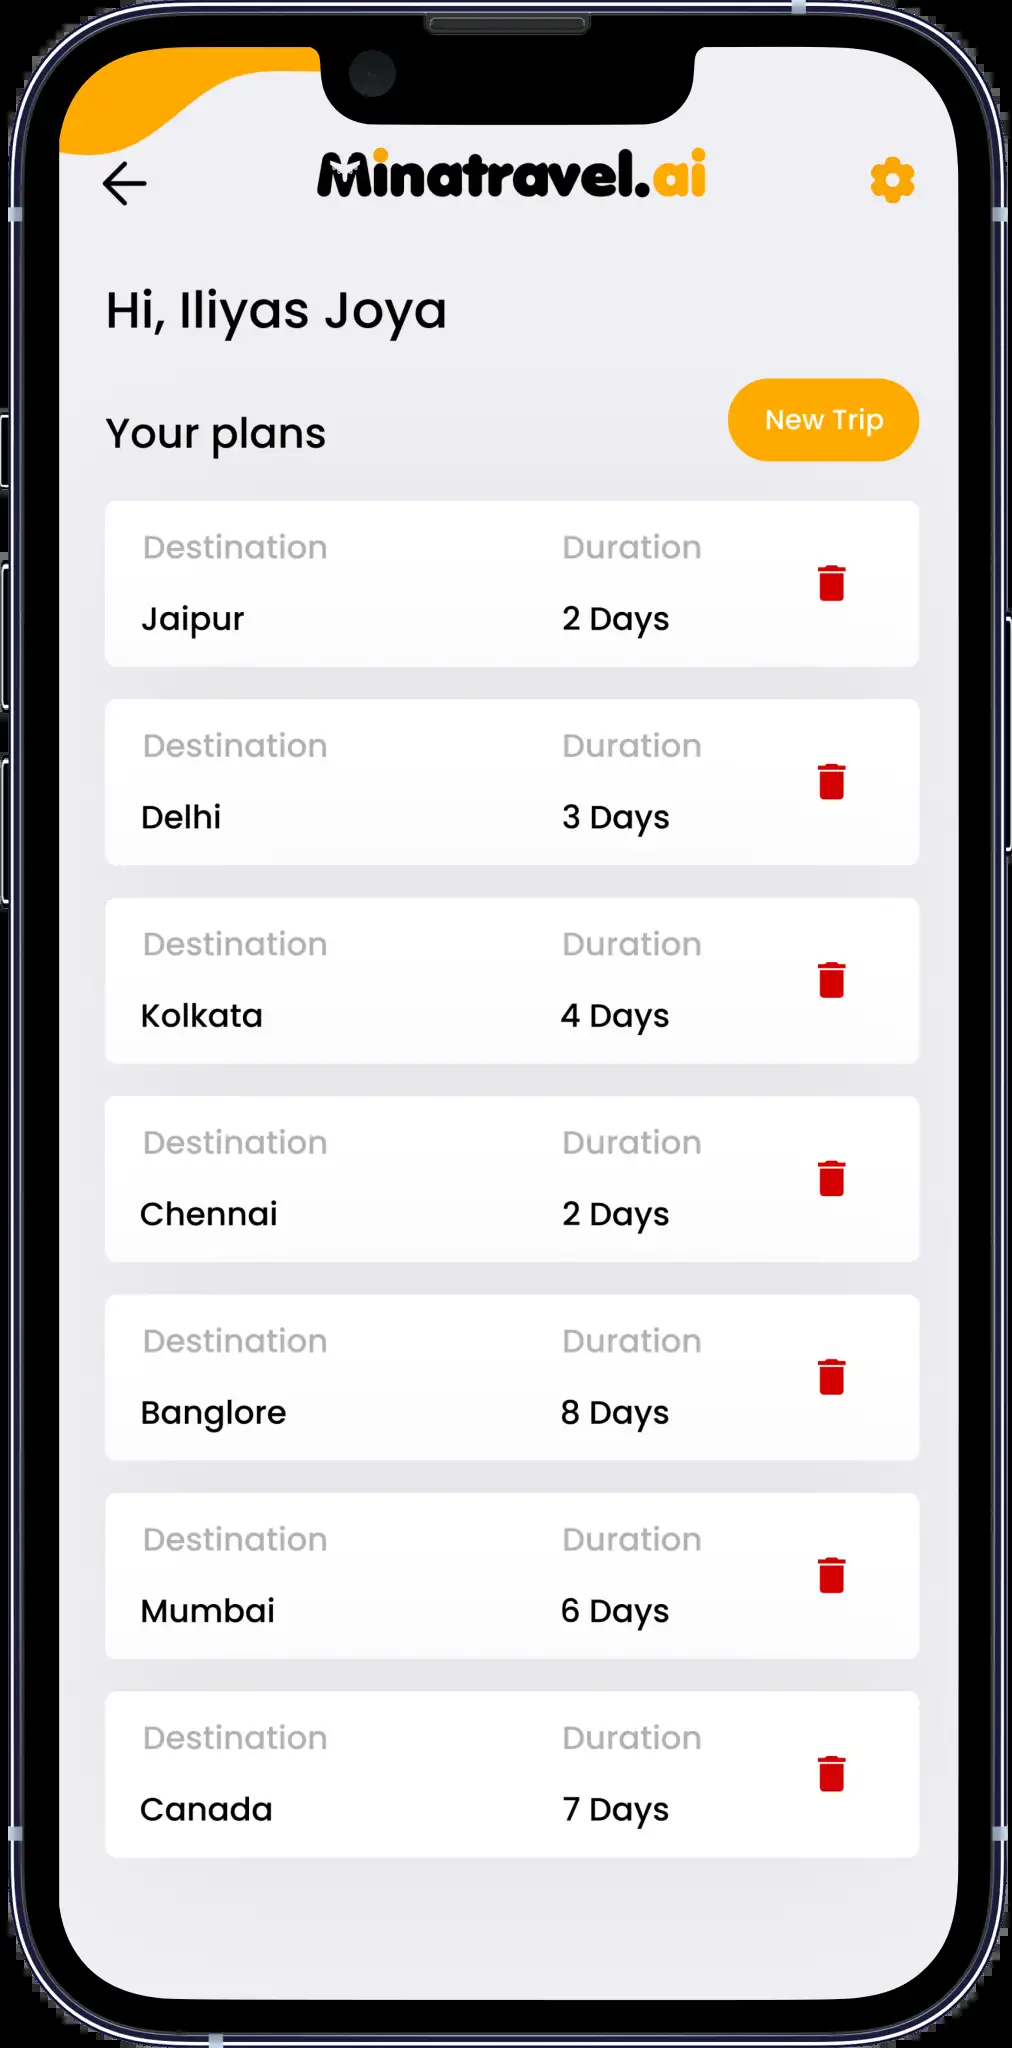 Minatravel.ai
Hi, Iliyas Joya
Your plans
New Trip
Destination Duration
Jaipur 2 Days
Destination Duration
Delhi 3 Days
Destination Duration
Kolkata 4 Days
Destination Duration
Chennai 2 Days
Destination Duration
Banglore 8 Days
Destination Duration
Mumbai 6 Days
Destination Duration
Canada 7 Days